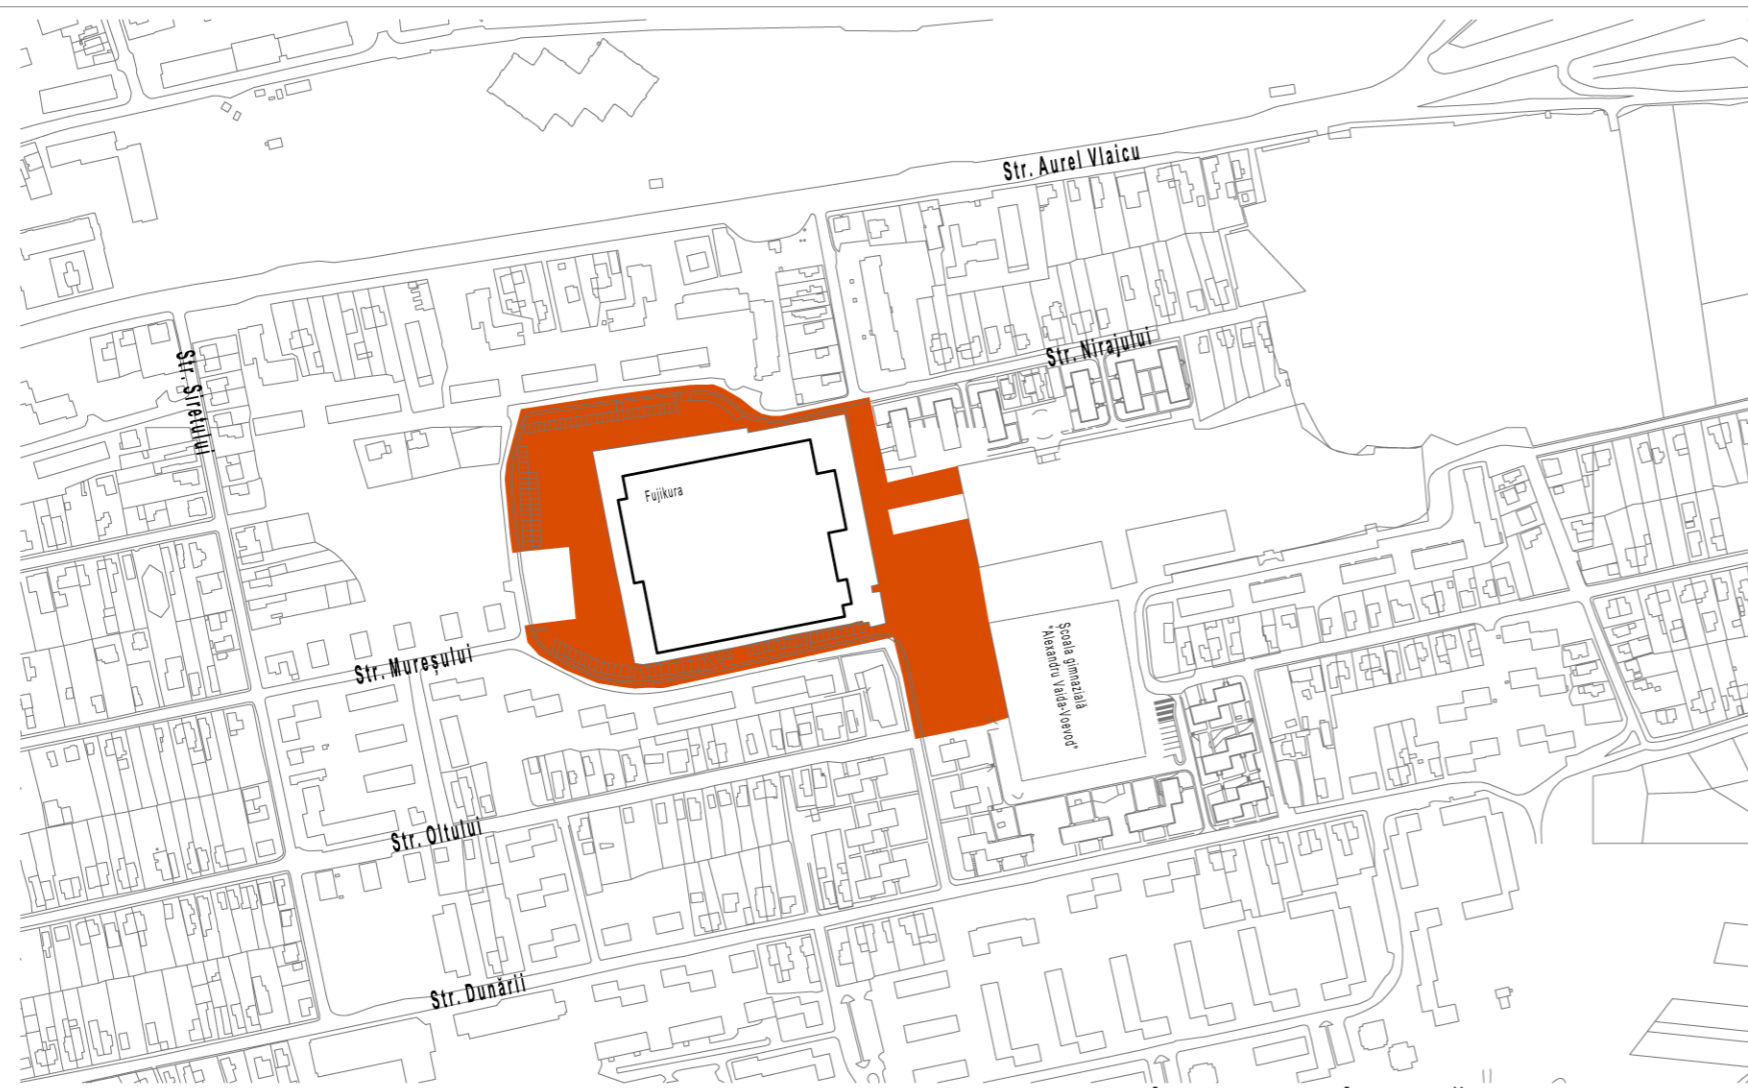 Str. Aurel Vlaicu
Str. Nirajului
Str. Siretului
Fujikura
Str. Mureșului
Școala gimnazială
"Alexandru Vaida-Voevod"
Str. Oltului
Str. Dunării